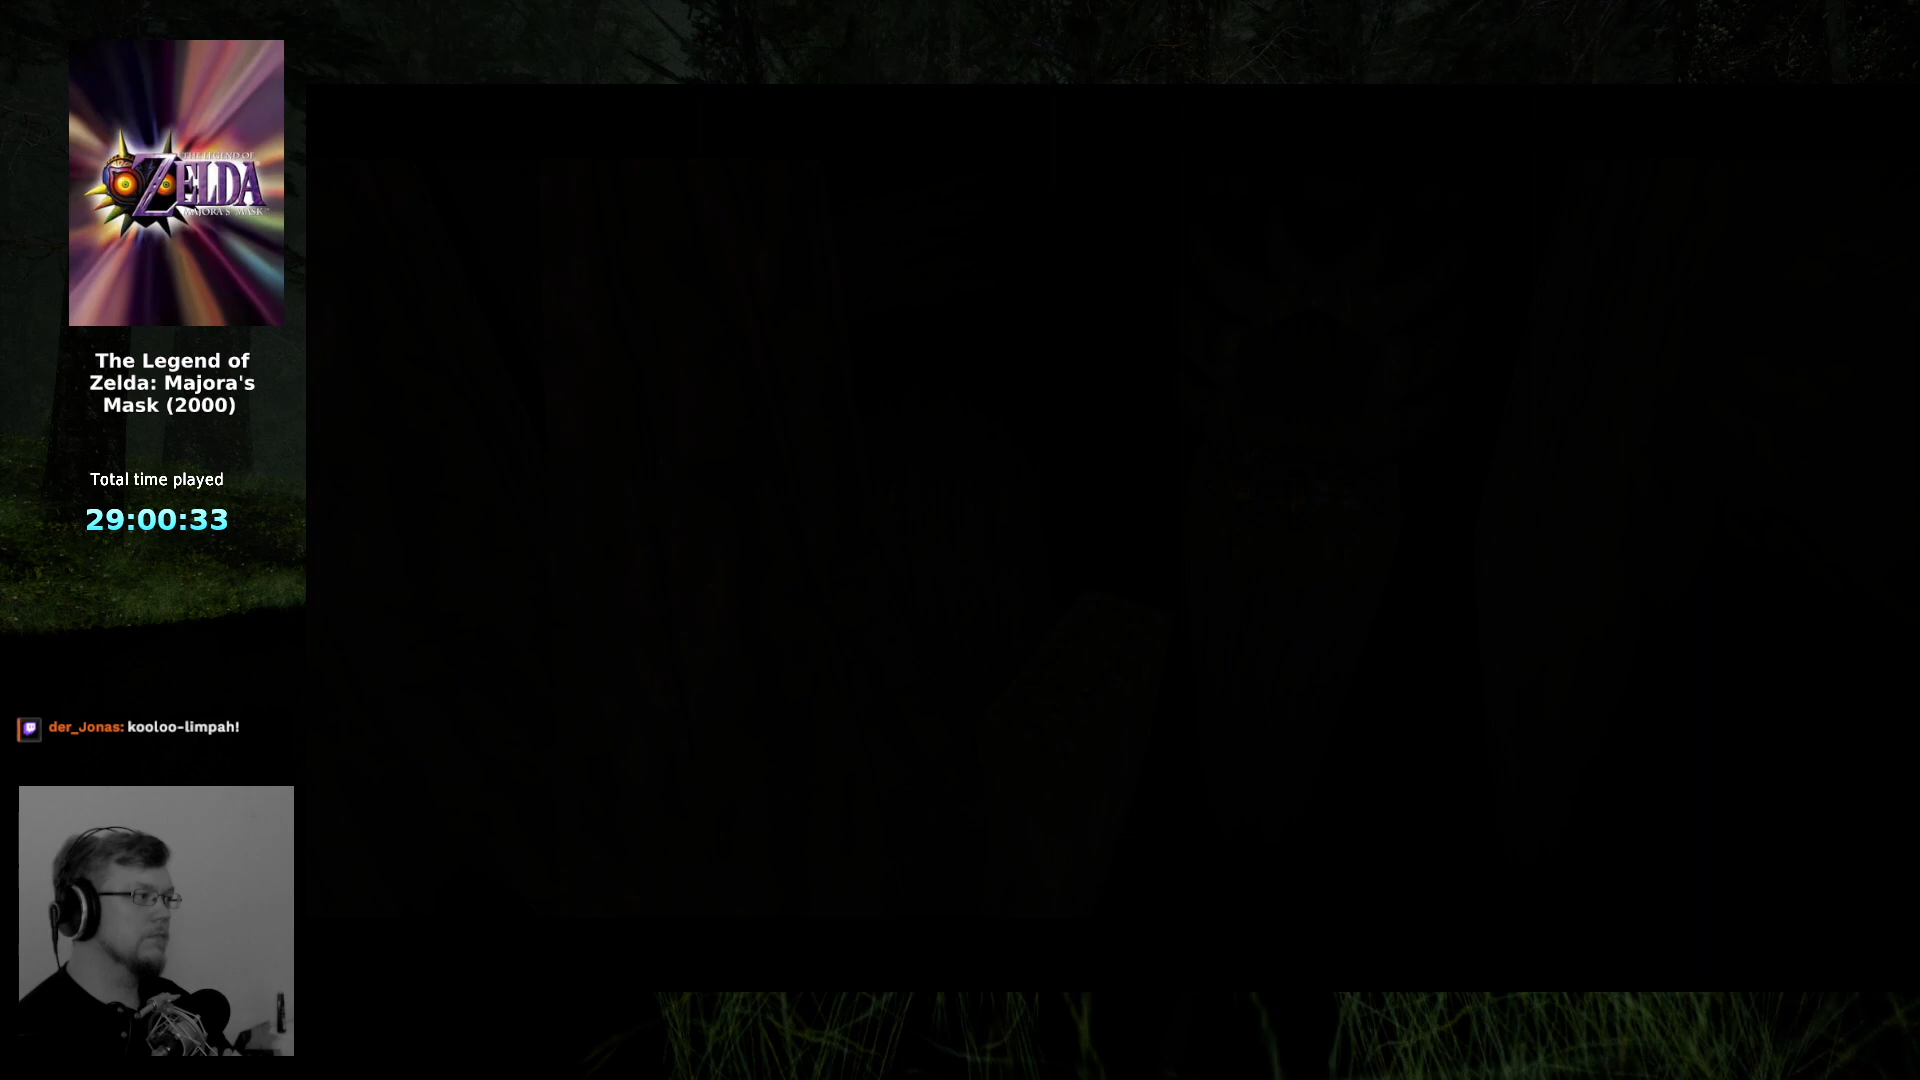 THE LEGEND OF
ZELDA
MAJORA'S MASK
The Legend of
Zelda: Majora's
Mask (2000)
Total time played
29:00:33
der_Jonas: kooloo-limpah!